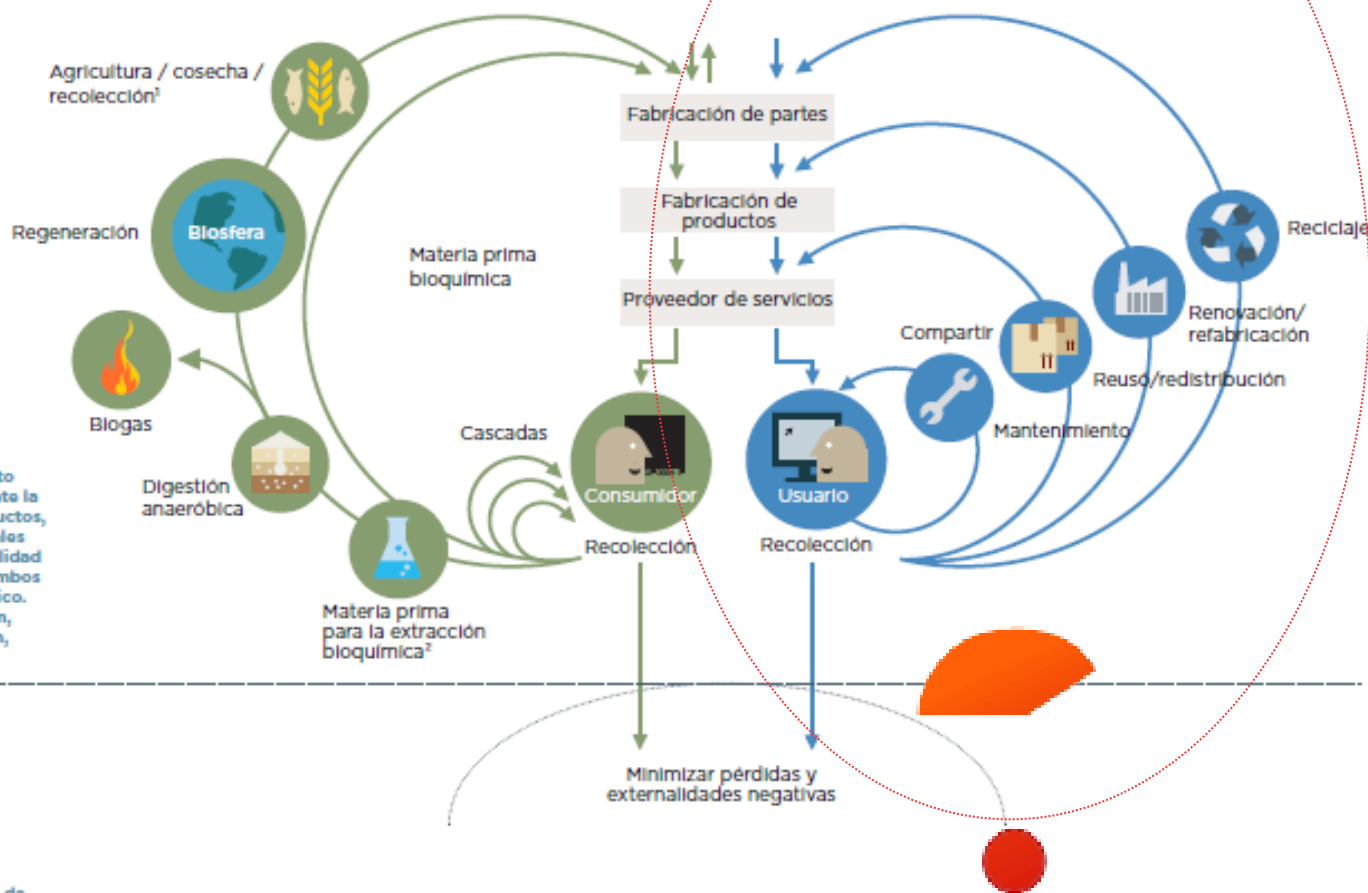 Agricultura / cosecha /
recolección¹
Fabricación de partes
Fabricación de
productos
Regeneración
Biosfera
Reciclaje
Materia prima
bioquímica
Proveedor de servicios
Renovación/
refabricación
Compartir
Reuso/redistribución
Biogas
Cascadas
Mantenimiento
Digestión
anaeróbica
Consumidor
Usuario
Recolección
Recolección
Materia prima
para la extracción
bioquímica²
Minimizar pérdidas y
externalidades negativas